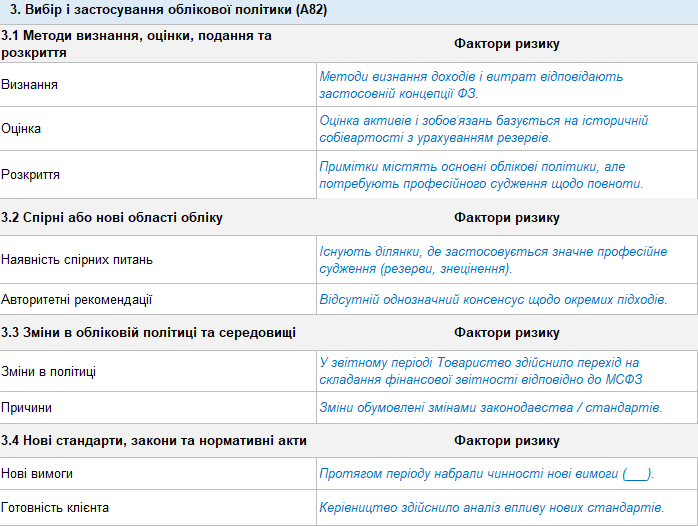 3. Вибір і застосування облікової політики (A82)
3.1 Методи визнання, оцінки, подання та розкриття
Фактори ризику
Визнання
Методи визнання доходів і витрат відповідають
застосовній концепції ФЗ.
Оцінка
Оцінка активів і зобов'язань базується на історичній
собівартості з урахуванням резервів.
Розкриття
Примітки містять основні облікові політики, але
потребують професійного судження щодо повноти.
3.2 Спірні або нові області обліку
Фактори ризику
Наявність спірних питань
Існують ділянки, де застосовується значне професійне
судження (резерви, знецінення).
Авторитетні рекомендації
Відсутній однозначний консенсус щодо окремих підходів.
3.3 Зміни в обліковій політиці та середовищі
Фактори ризику
Зміни в політиці
У звітному періоді Товариство здійснило перехід на
складання фінансової звітності відповідно до МСФЗ
Причини
Зміни обумовлені змінами законодавства / стандартів.
3.4 Нові стандарти, закони та нормативні акти
Фактори ризику
Нові вимоги
Протягом періоду набрали чинності нові вимоги (___).
Готовність клієнта
Керівництво здійснило аналіз впливу нових стандартів.